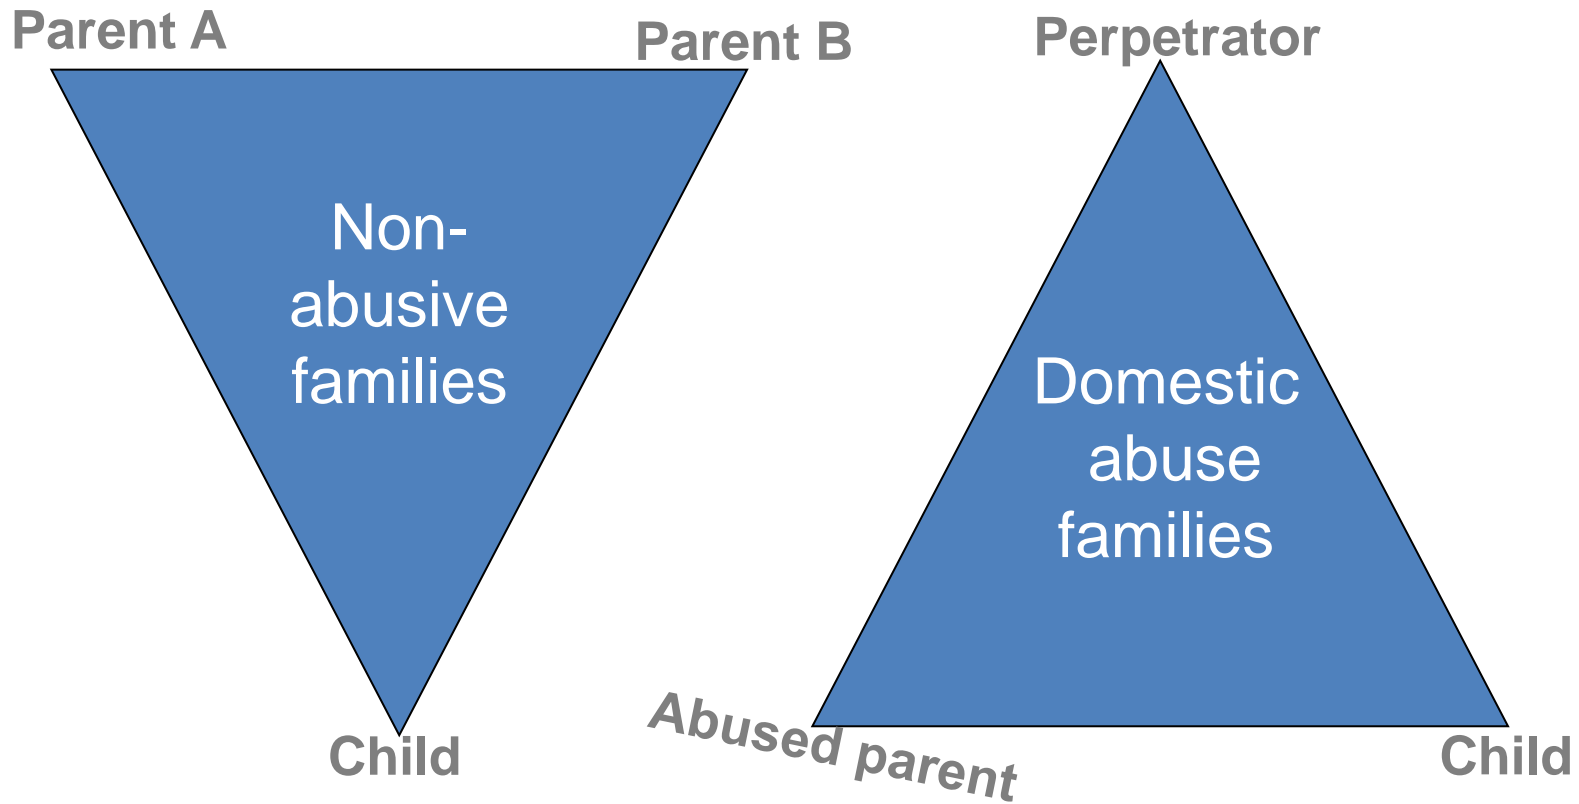 Parent A
Parent B
Non-
abusive
families
Child
Perpetrator
Domestic
abuse
families
Abused parent
Child